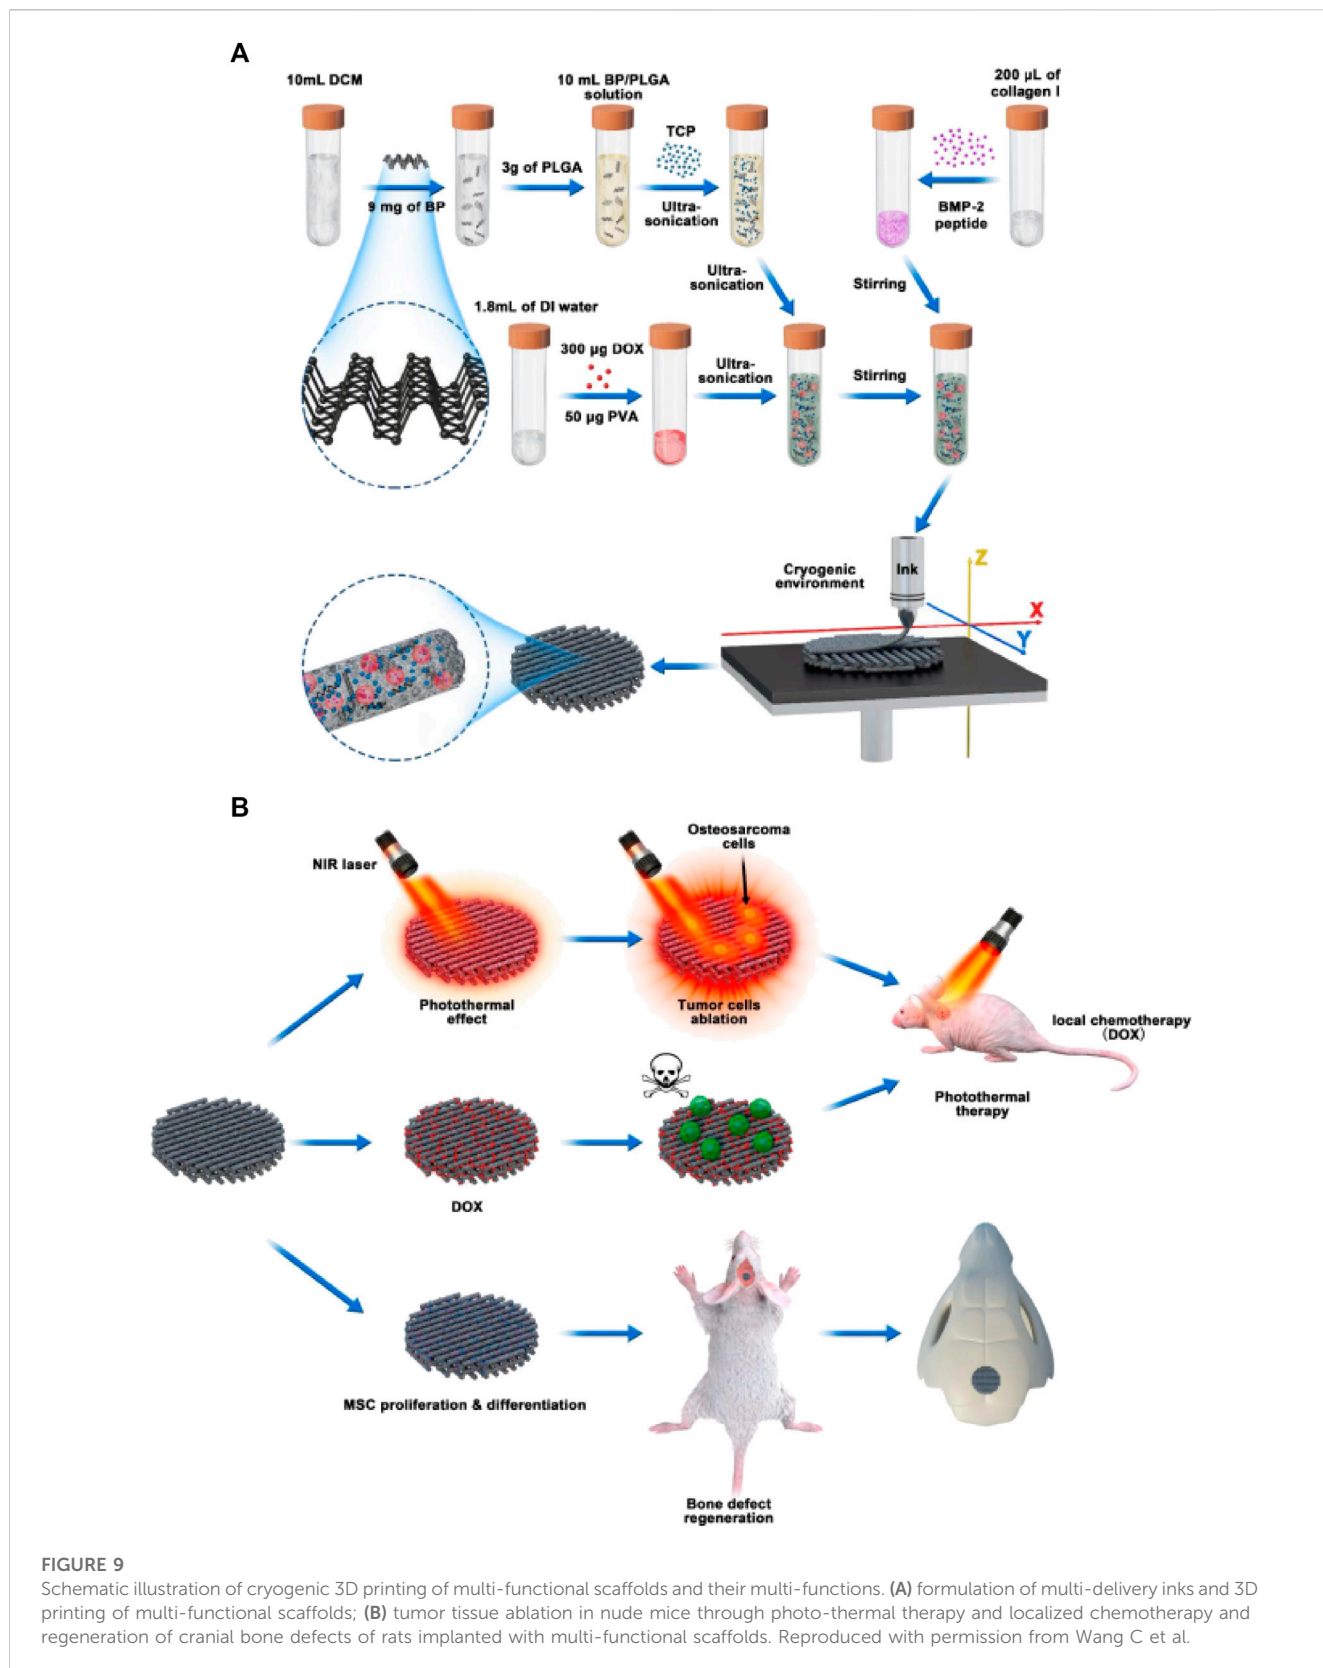 A
10mL DCM
10 mL BP/PLGA
solution
200 µL of
collagen I
TCP
3g of PLGA
9 mg of BP
Ultra-
sonication
BMP-2
peptide
Ultra-
sonication
Stirring
1.8mL of DI water
300 µg DOX
50 µg PVA
Ultra-
sonication
Stirring
Cryogenic
environment
Ink
Z
X
Y
B
Osteosarcoma
cells
NIR laser
Photothermal
effect
Tumor cells
ablation
local chemotherapy
(DOX)
Photothermal
therapy
DOX
MSC proliferation & differentiation
Bone defect
regeneration
FIGURE 9
Schematic illustration of cryogenic 3D printing of multi-functional scaffolds and their multi-functions. (A) formulation of multi-delivery inks and 3D
printing of multi-functional scaffolds; (B) tumor tissue ablation in nude mice through photo-thermal therapy and localized chemotherapy and
regeneration of cranial bone defects of rats implanted with multi-functional scaffolds. Reproduced with permission from Wang C et al.